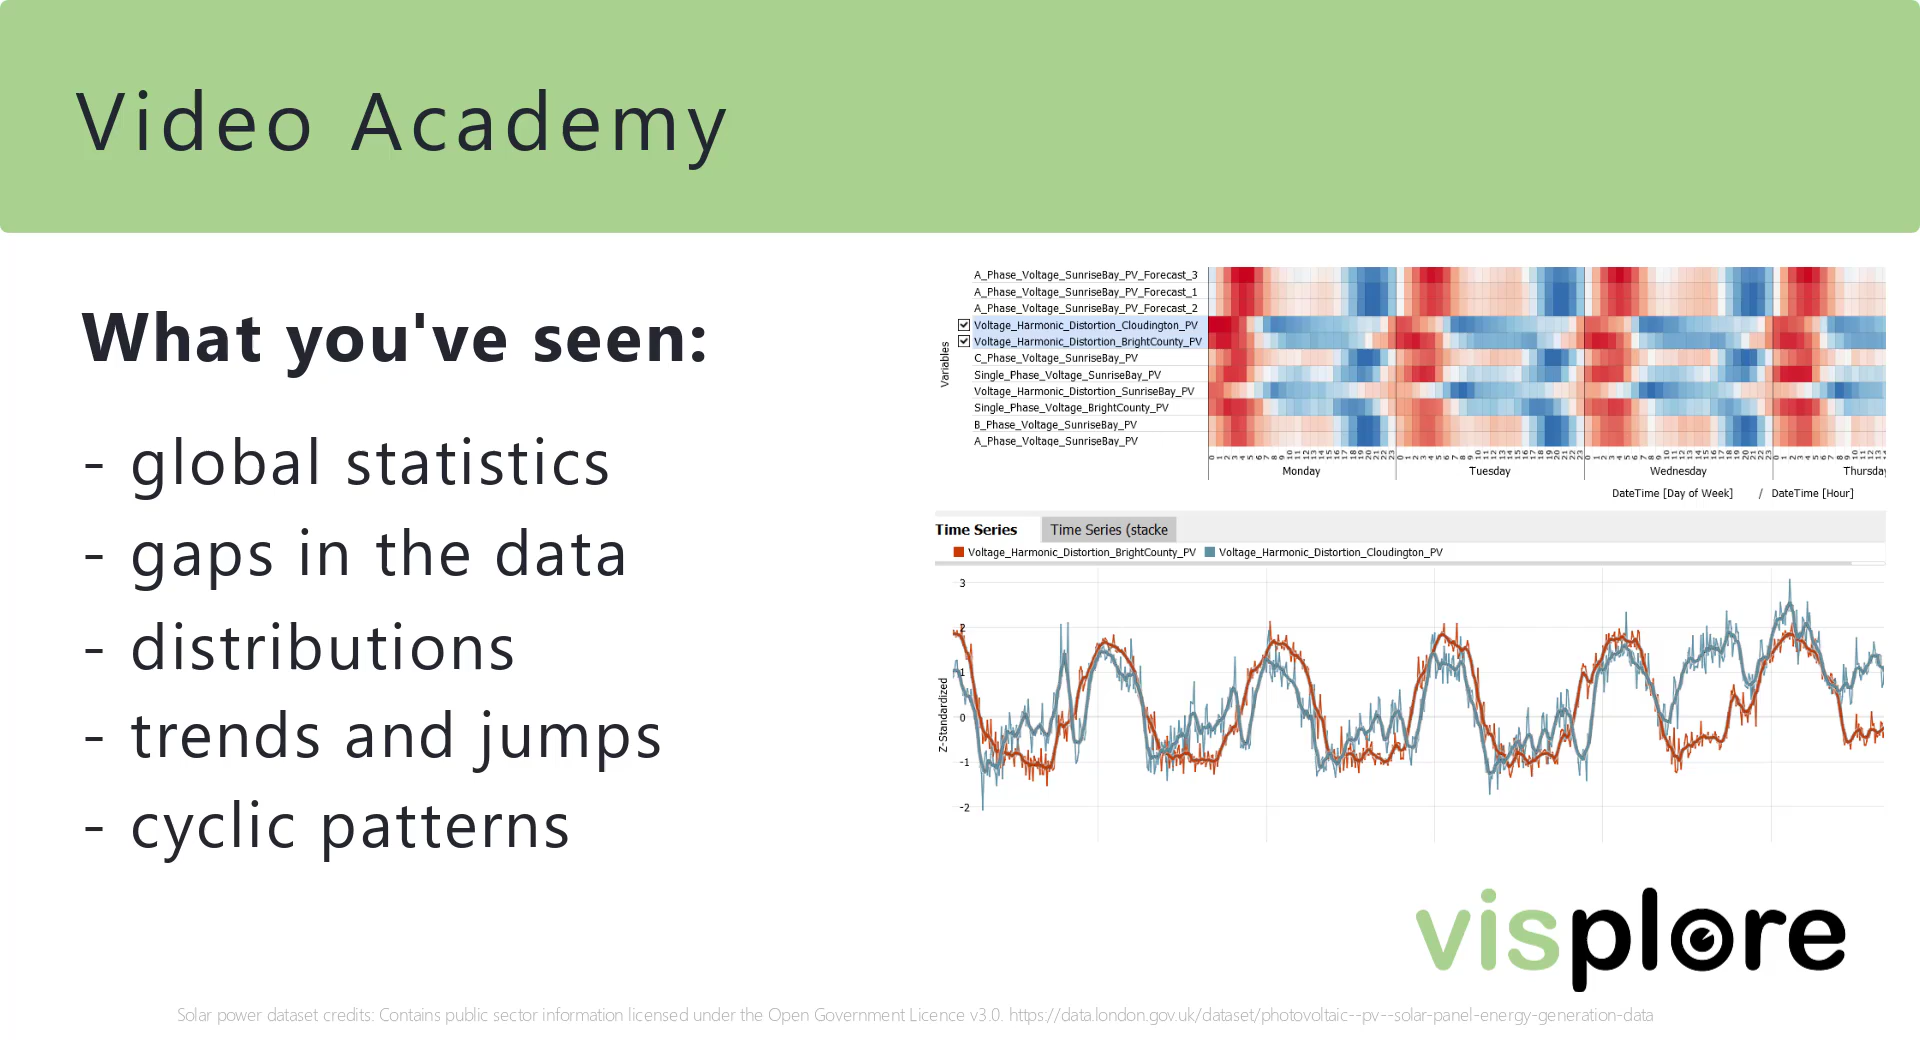 Video Academy
What you've seen:
- global statistics
- gaps in the data
- distributions
- trends and jumps
- cyclic patterns
Variables
A_Phase_Voltage_SunriseBay_PV_Forecast_3
A_Phase_Voltage_SunriseBay_PV_Forecast_1
A_Phase_Voltage_SunriseBay_PV_Forecast_2
Voltage_Harmonic_Distortion_Cloudington_PV
Voltage_Harmonic_Distortion_BrightCounty_PV
C_Phase_Voltage_SunriseBay_PV
Single_Phase_Voltage_SunriseBay_PV
Voltage_Harmonic_Distortion_SunriseBay_PV
Single_Phase_Voltage_BrightCounty_PV
B_Phase_Voltage_SunriseBay_PV
A_Phase_Voltage_SunriseBay_PV
Monday Tuesday Wednesday Thursday
DateTime [Day of Week] / DateTime [Hour]
Time Series Time Series (stacke
Voltage_Harmonic_Distortion_BrightCounty_PV Voltage_Harmonic_Distortion_Cloudington_PV
Z-Standardized
3
2
1
0
-1
-2
visplore
Solar power dataset credits: Contains public sector information licensed under the Open Government Licence v3.0. https://data.london.gov.uk/dataset/photovoltaic--pv--solar-panel-energy-generation-data